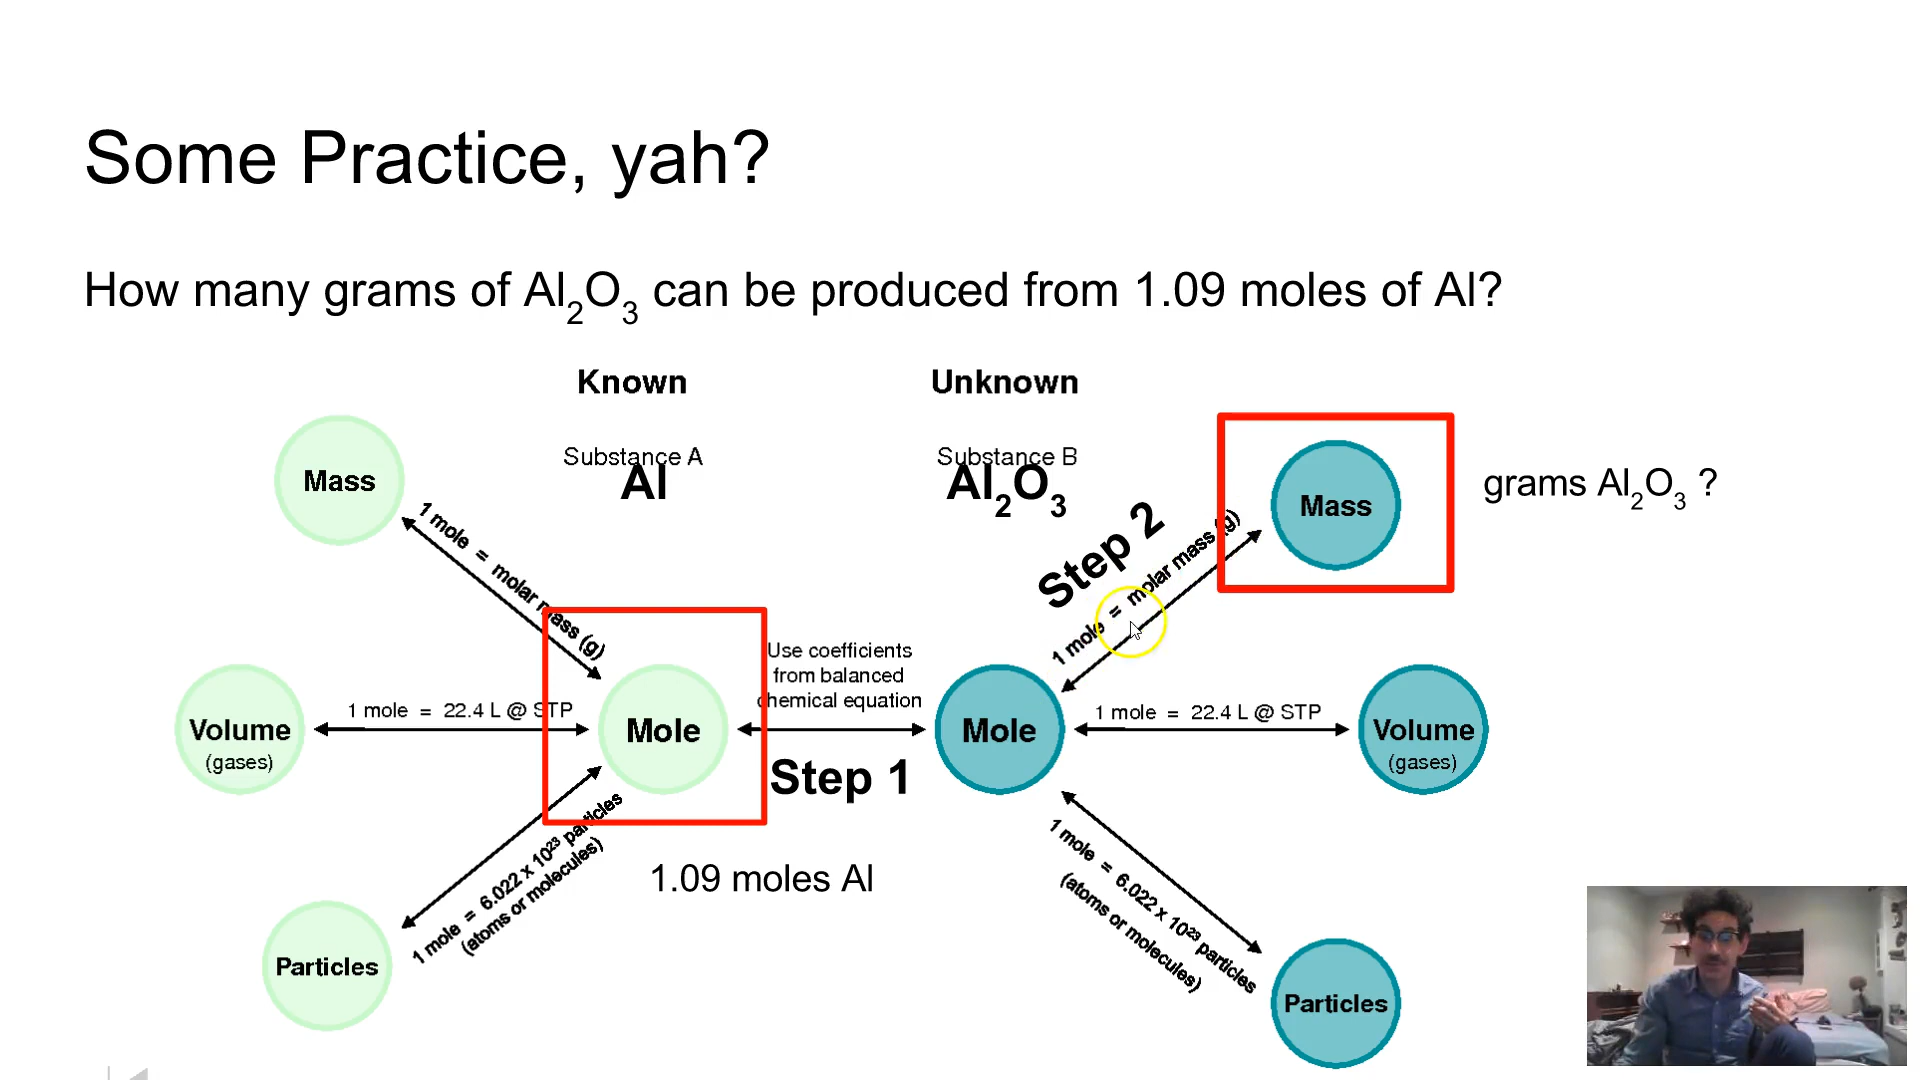 Some Practice, yah?
How many grams of Al₂O₃ can be produced from 1.09 moles of Al?
Known
Unknown
Substance A
Al
Substance B
Al₂O₃
Mass
Mass
grams Al₂O₃ ?
1 mole = molar mass (g)
Step 2
1 mole = molar mass (g)
Use coefficients
from balanced
chemical equation
Volume
(gases)
1 mole = 22.4 L @ STP
Mole
Mole
1 mole = 22.4 L @ STP
Volume
(gases)
Step 1
1 mole = 6.022 x 10²³ particles
(atoms or molecules)
1.09 moles Al
1 mole = 6.022 x 10²³ particles
(atoms or molecules)
Particles
Particles